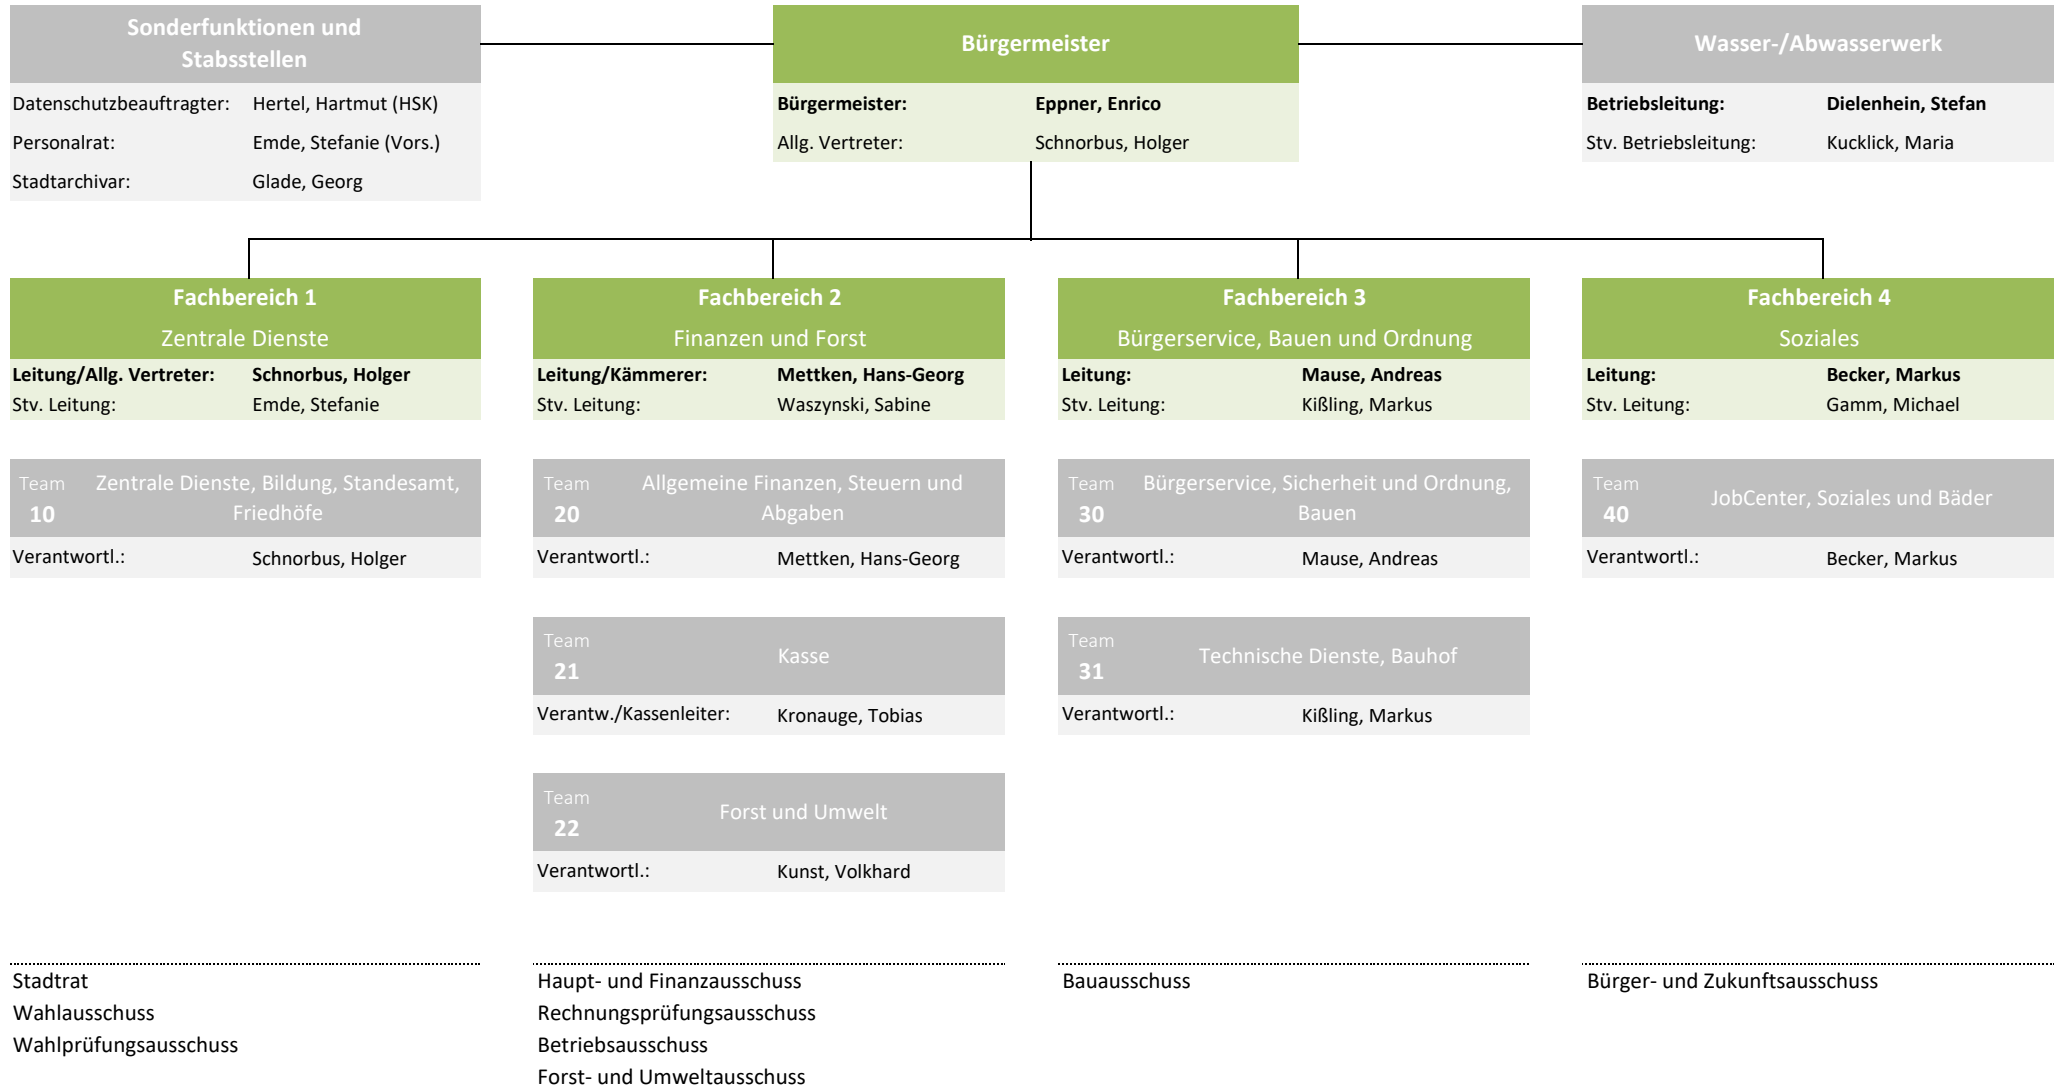 Sonderfunktionen und
Stabsstellen
Datenschutzbeauftragter: Hertel, Hartmut (HSK)
Personalrat: Emde, Stefanie (Vors.)
Stadtarchivar: Glade, Georg
Bürgermeister
Bürgermeister: Eppner, Enrico
Allg. Vertreter: Schnorbus, Holger
Wasser-/Abwasserwerk
Betriebsleitung: Dielenhein, Stefan
Stv. Betriebsleitung: Kucklick, Maria
Fachbereich 1
Zentrale Dienste
Leitung/Allg. Vertreter: Schnorbus, Holger
Stv. Leitung: Emde, Stefanie
Team 10
Zentrale Dienste, Bildung, Standesamt,
Friedhöfe
Verantwortl.: Schnorbus, Holger
Fachbereich 2
Finanzen und Forst
Leitung/Kämmerer: Mettken, Hans-Georg
Stv. Leitung: Waszynski, Sabine
Team 20
Allgemeine Finanzen, Steuern und
Abgaben
Verantwortl.: Mettken, Hans-Georg
Team 21
Kasse
Verantw./Kassenleiter: Kronauge, Tobias
Team 22
Forst und Umwelt
Verantwortl.: Kunst, Volkhard
Fachbereich 3
Bürgerservice, Bauen und Ordnung
Leitung: Mause, Andreas
Stv. Leitung: Kißling, Markus
Team 30
Bürgerservice, Sicherheit und Ordnung,
Bauen
Verantwortl.: Mause, Andreas
Team 31
Technische Dienste, Bauhof
Verantwortl.: Kißling, Markus
Fachbereich 4
Soziales
Leitung: Becker, Markus
Stv. Leitung: Gamm, Michael
Team 40
JobCenter, Soziales und Bäder
Verantwortl.: Becker, Markus
Stadtrat
Wahlausschuss
Wahlprüfungsausschuss
Haupt- und Finanzausschuss
Rechnungsprüfungsausschuss
Betriebsausschuss
Forst- und Umweltausschuss
Bauausschuss
Bürger- und Zukunftsausschuss